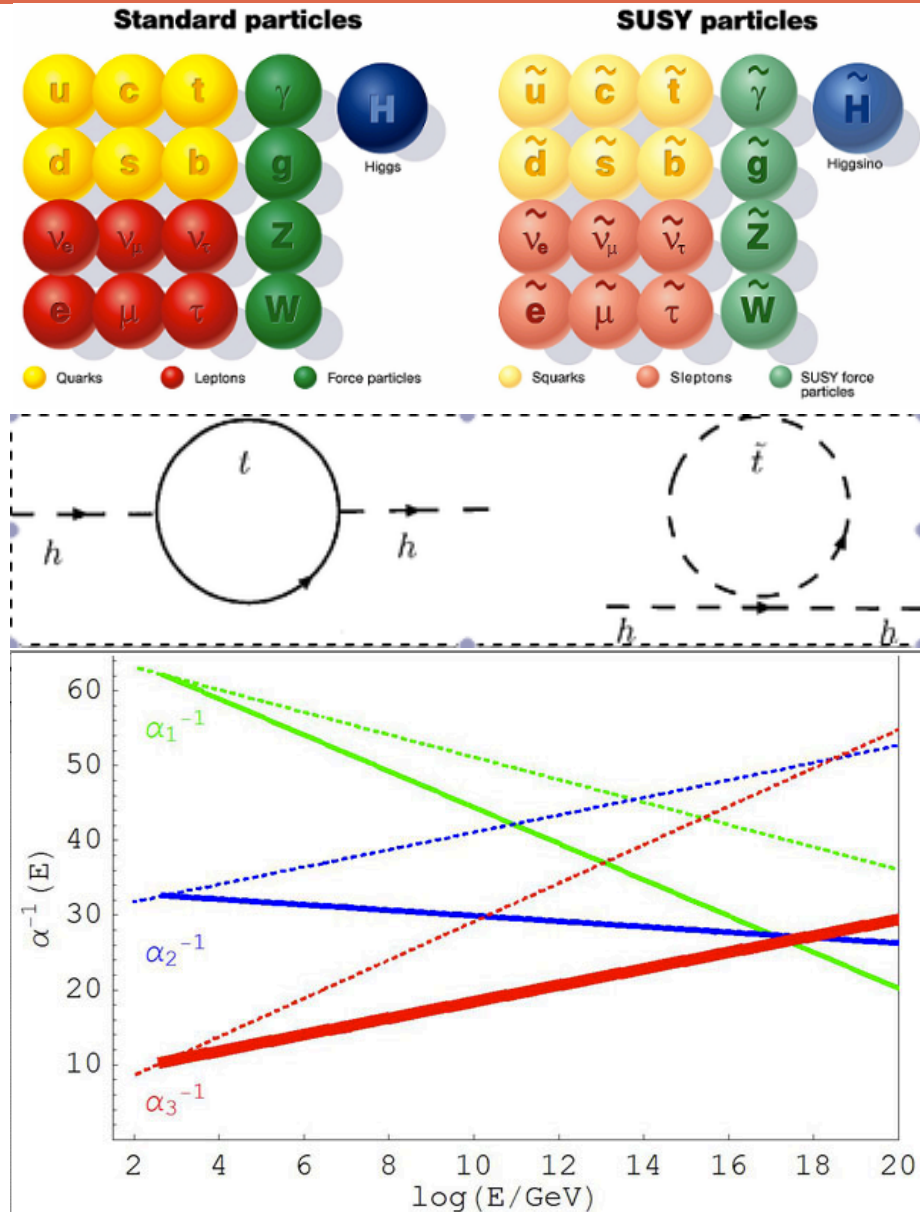 Standard particles
SUSY particles
u c t γ
H
Higgs
d s b g
νe νμ ντ Z
e μ τ W
Quarks
Leptons
Force particles
ũ c̃ t̃ γ̃
H̃
Higgsino
d̃ s̃ b̃ g̃
ν̃e ν̃μ ν̃τ Z̃
ẽ μ̃ τ̃ W̃
Squarks
Sleptons
SUSY force
particles
t
h
h
t̃
h
h
α⁻¹(E)
60
50
40
30
20
10
α₁⁻¹
α₂⁻¹
α₃⁻¹
2 4 6 8 10 12 14 16 18 20
log(E/GeV)